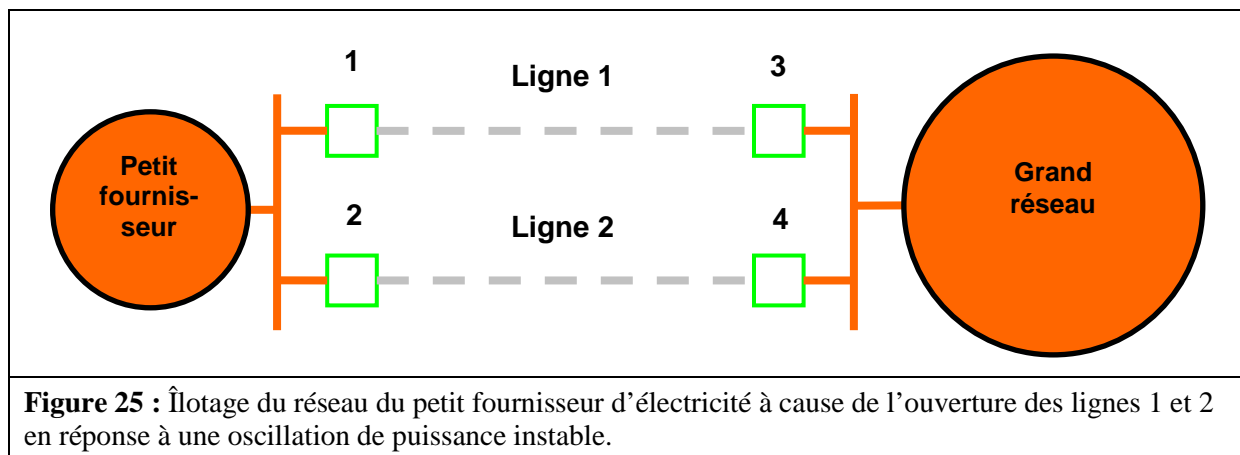 1
Ligne 1
3
Petit
fournis-
seur
Grand
réseau
2
Ligne 2
4
Figure 25 : Îlotage du réseau du petit fournisseur d’électricité à cause de l’ouverture des lignes 1 et 2
en réponse à une oscillation de puissance instable.